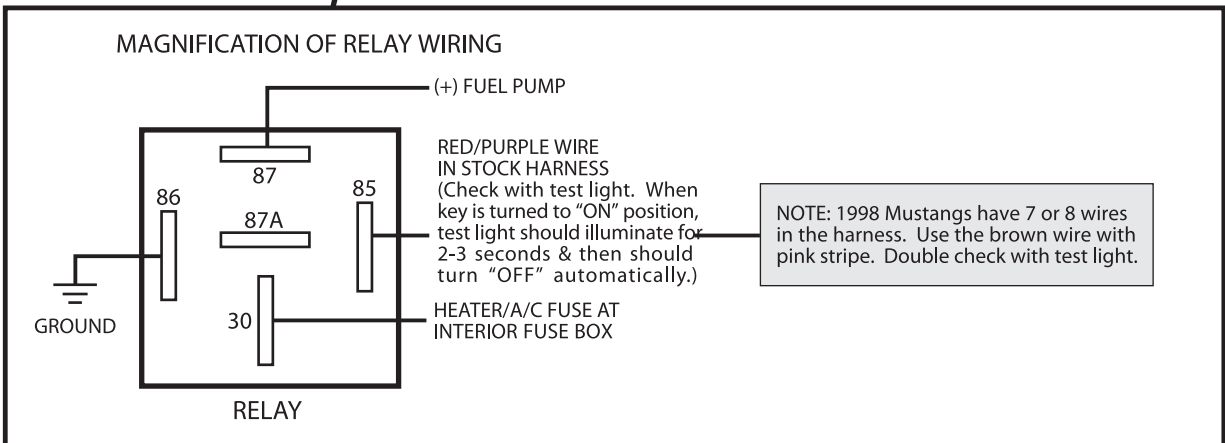 MAGNIFICATION OF RELAY WIRING
(+) FUEL PUMP
RED/PURPLE WIRE
IN STOCK HARNESS
(Check with test light. When
key is turned to “ON” position,
test light should illuminate for
2-3 seconds & then should
turn “OFF” automatically.)
NOTE: 1998 Mustangs have 7 or 8 wires
in the harness. Use the brown wire with
pink stripe. Double check with test light.
87
86
85
87A
30
HEATER/A/C FUSE AT
INTERIOR FUSE BOX
GROUND
RELAY